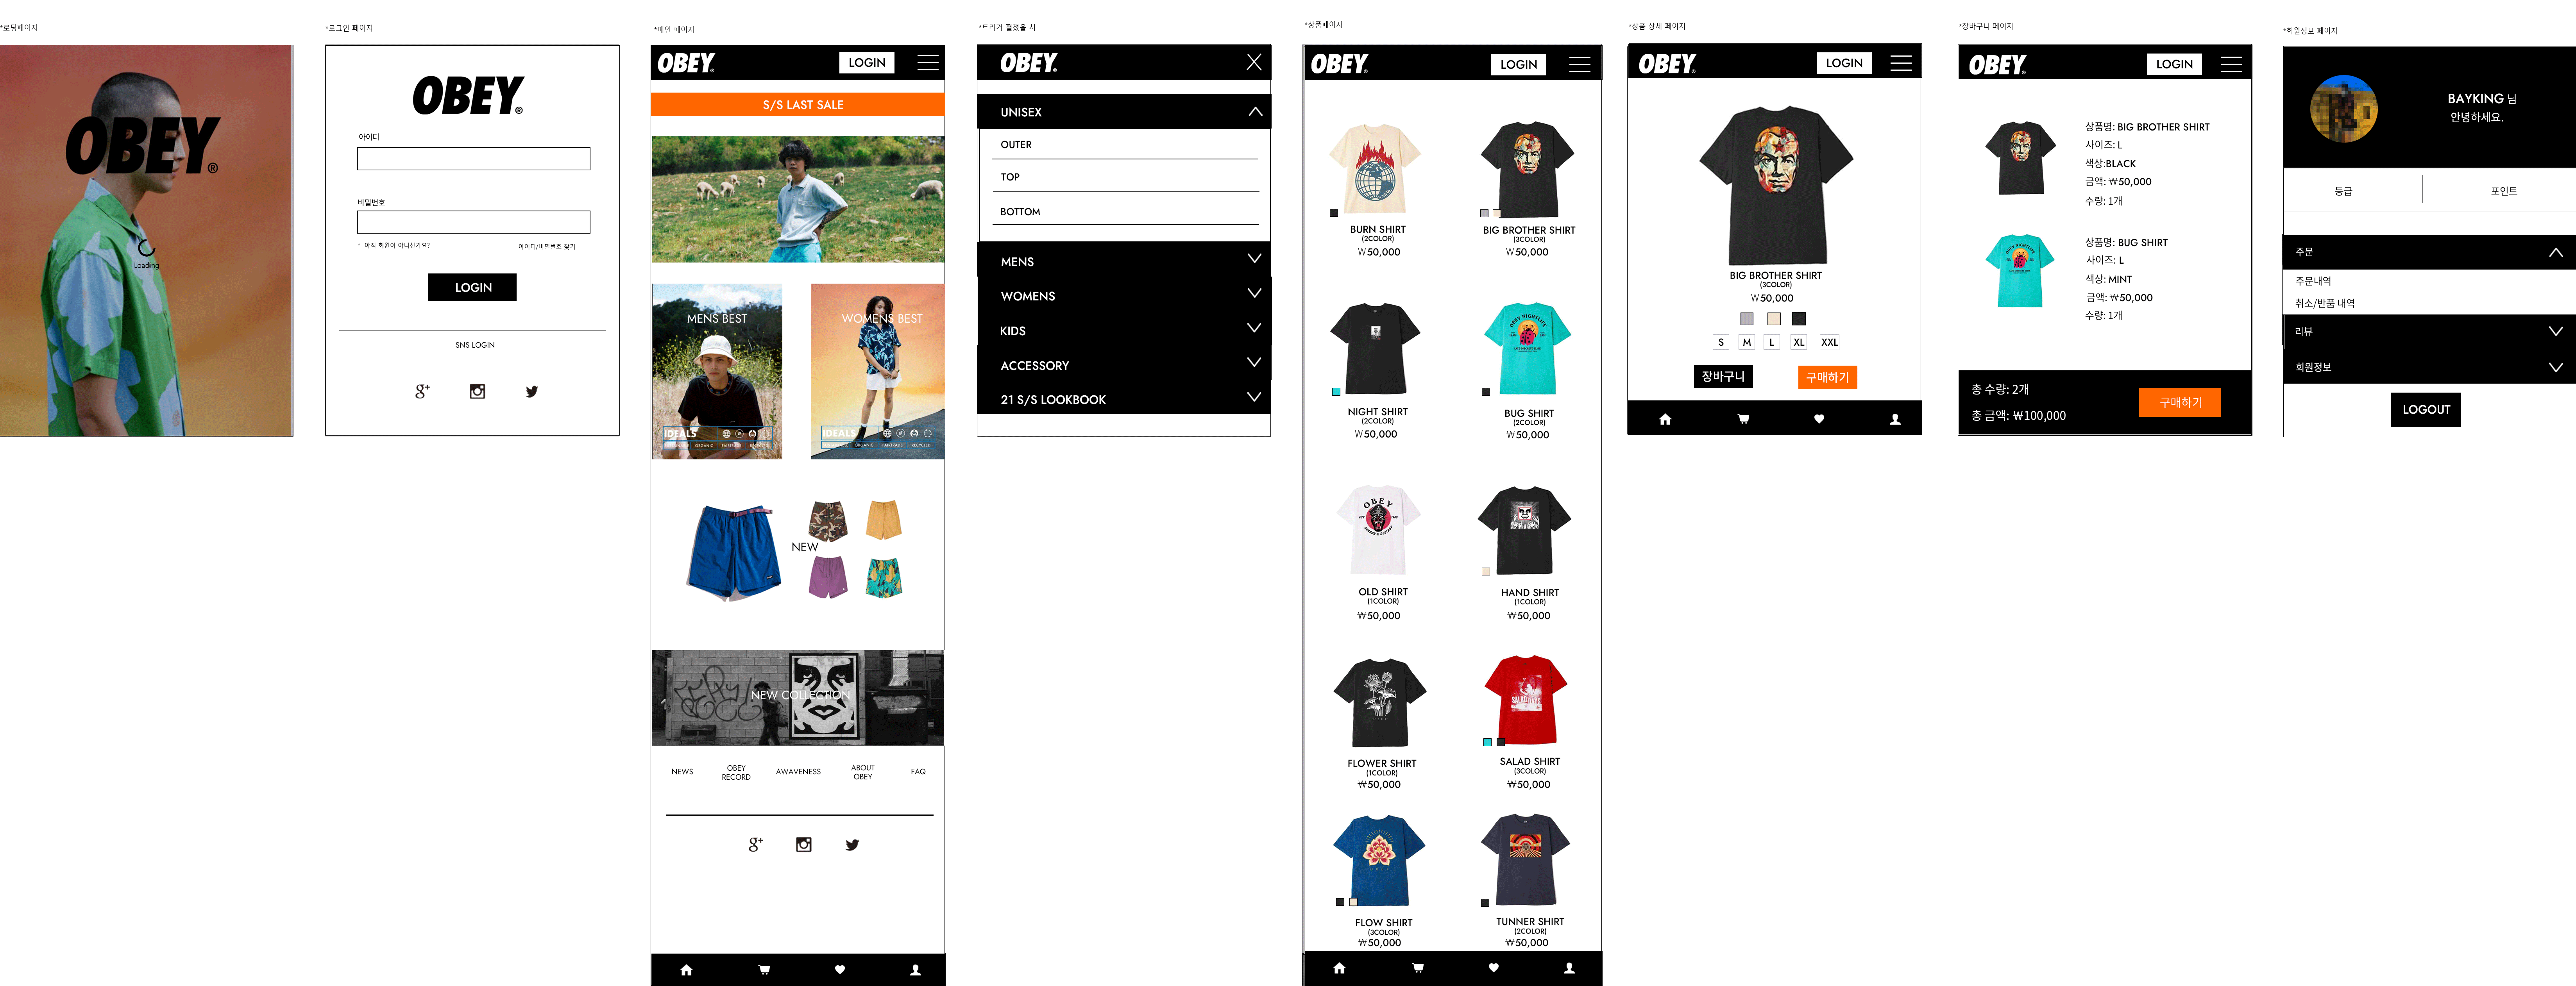 *로딩페이지
OBEY®
Loading
*로그인 페이지
OBEY®
아이디
비밀번호
* 아직 회원이 아니신가요?
아이디/비밀번호 찾기
LOGIN
SNS LOGIN
g+
*메인 페이지
OBEY®
LOGIN
S/S LAST SALE
MENS BEST
WOMENS BEST
IDEALS
ORGANIC FAIRTRADE RECYCLED
IDEALS
ORGANIC FAIRTRADE RECYCLED
NEW
NEW COLLECTION
NEWS
OBEY
RECORD
AWAVENESS
ABOUT
OBEY
FAQ
g+
*트리거 펼쳤을 시
OBEY®
UNISEX
OUTER
TOP
BOTTOM
MENS
WOMENS
KIDS
ACCESSORY
21 S/S LOOKBOOK
*상품페이지
OBEY®
LOGIN
BURN SHIRT
(2COLOR)
₩50,000
BIG BROTHER SHIRT
(3COLOR)
₩50,000
NIGHT SHIRT
(2COLOR)
₩50,000
OBEY NIGHTLIFE
BUG SHIRT
(2COLOR)
₩50,000
OBEY
OLD SHIRT
(1COLOR)
₩50,000
HAND SHIRT
(1COLOR)
₩50,000
FLOWER SHIRT
(1COLOR)
₩50,000
SALAD SHIRT
(3COLOR)
₩50,000
FLOW SHIRT
(3COLOR)
₩50,000
TUNNER SHIRT
(2COLOR)
₩50,000
*상품 상세 페이지
OBEY®
LOGIN
BIG BROTHER SHIRT
(3COLOR)
₩50,000
S M L XL XXL
장바구니
구매하기
*장바구니 페이지
OBEY®
LOGIN
상품명: BIG BROTHER SHIRT
사이즈: L
색상:BLACK
금액: ₩50,000
수량: 1개
상품명: BUG SHIRT
사이즈: L
색상: MINT
금액: ₩50,000
수량: 1개
총 수량: 2개
총 금액: ₩100,000
구매하기
*회원정보 페이지
BAYKING 님
안녕하세요.
등급
포인트
주문
주문내역
취소/반품 내역
리뷰
회원정보
LOGOUT